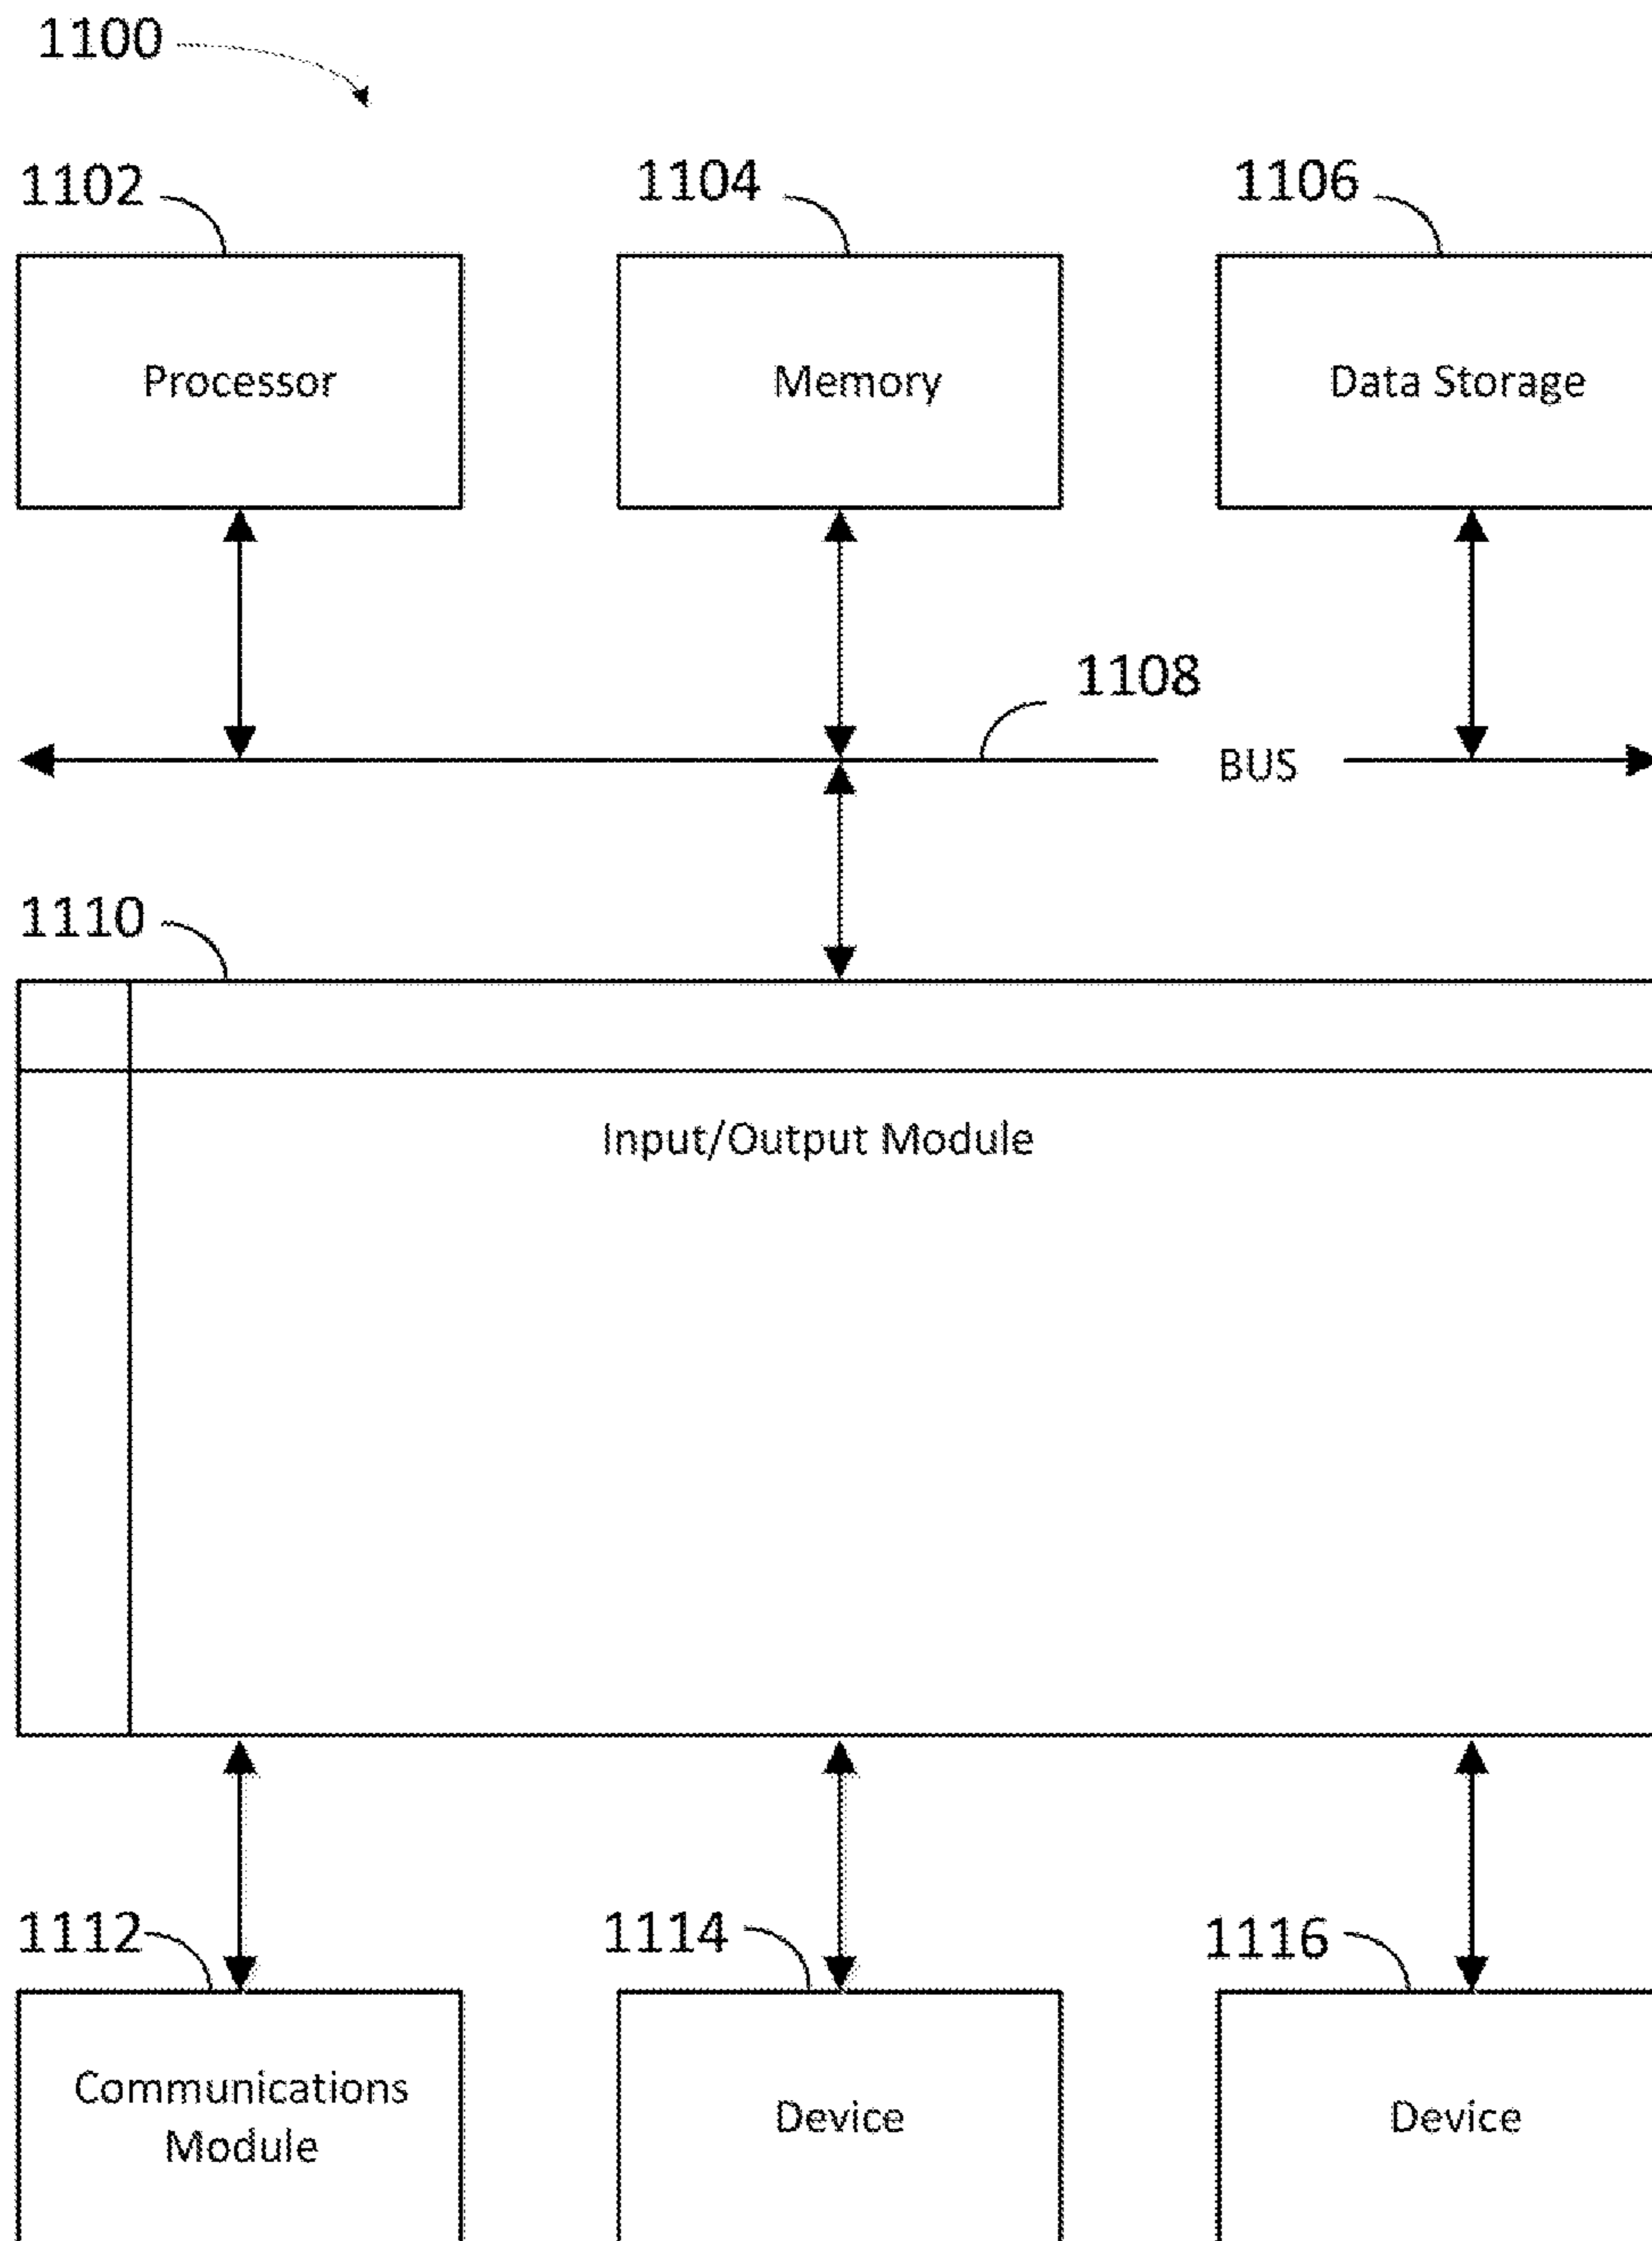 1100
1102
1104
1106
Processor
Memory
Data Storage
1108
BUS
1110
Input/Output Module
1112
1114
1116
Communications
Module
Device
Device